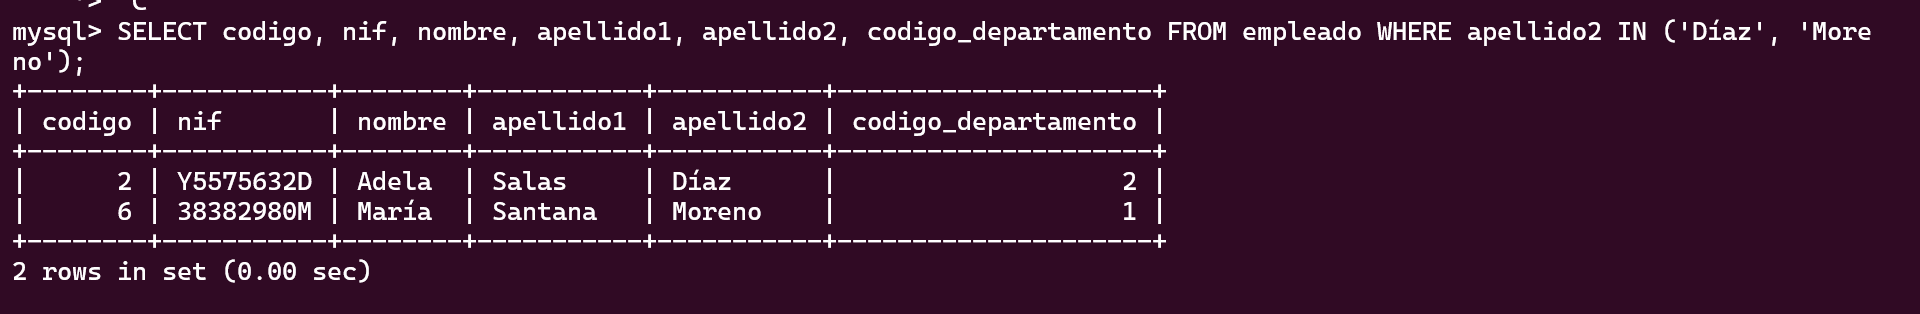 mysql> SELECT codigo, nif, nombre, apellido1, apellido2, codigo_departamento FROM empleado WHERE apellido2 IN ('Díaz', 'More
no');
+--------+-----------+--------+-----------+-----------+---------------------+
| codigo | nif       | nombre | apellido1 | apellido2 | codigo_departamento |
+--------+-----------+--------+-----------+-----------+---------------------+
|      2 | Y5575632D | Adela  | Salas     | Díaz      |                   2 |
|      6 | 38382980M | María  | Santana   | Moreno    |                   1 |
+--------+-----------+--------+-----------+-----------+---------------------+
2 rows in set (0.00 sec)